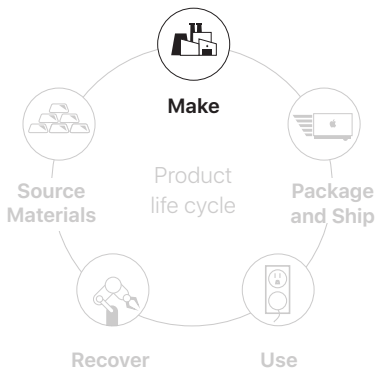 Make
Product
life cycle
Source
Materials
Package
and Ship
Recover
Use